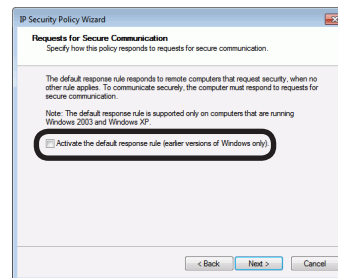 IP Security Policy Wizard
Requests for Secure Communication
Specify how this policy responds to requests for secure communication.
The default response rule responds to remote computers that request security, when no
other rule applies. To communicate securely, the computer must respond to requests for
secure communication.
Note: The default response rule is supported only on computers that are running
Windows 2003 and Windows XP.
Activate the default response rule (earlier versions of Windows only).
< Back Next > Cancel